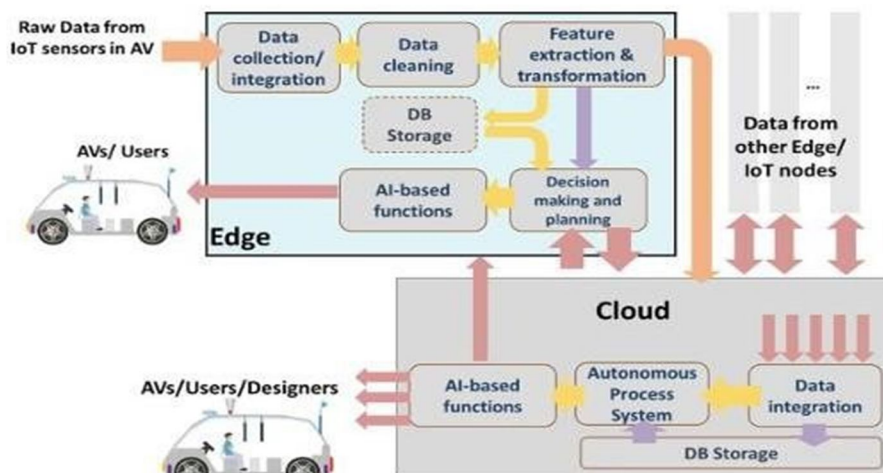 Raw Data from
IoT sensors in AV
Data
collection/
integration
Data
cleaning
Feature
extraction &
transformation
DB
Storage
...
Data from
other Edge/
IoT nodes
AVs/ Users
AI-based
functions
Decision
making and
planning
Edge
Cloud
AVs/Users/Designers
AI-based
functions
Autonomous
Process
System
Data
integration
DB Storage